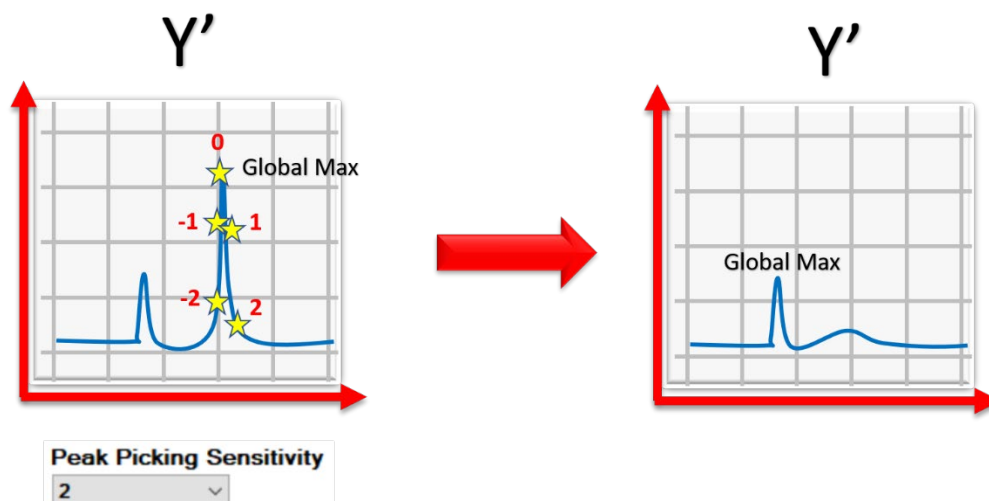 Y’
Y’
0
Global Max
-1
1
-2
2
Global Max
Peak Picking Sensitivity
2